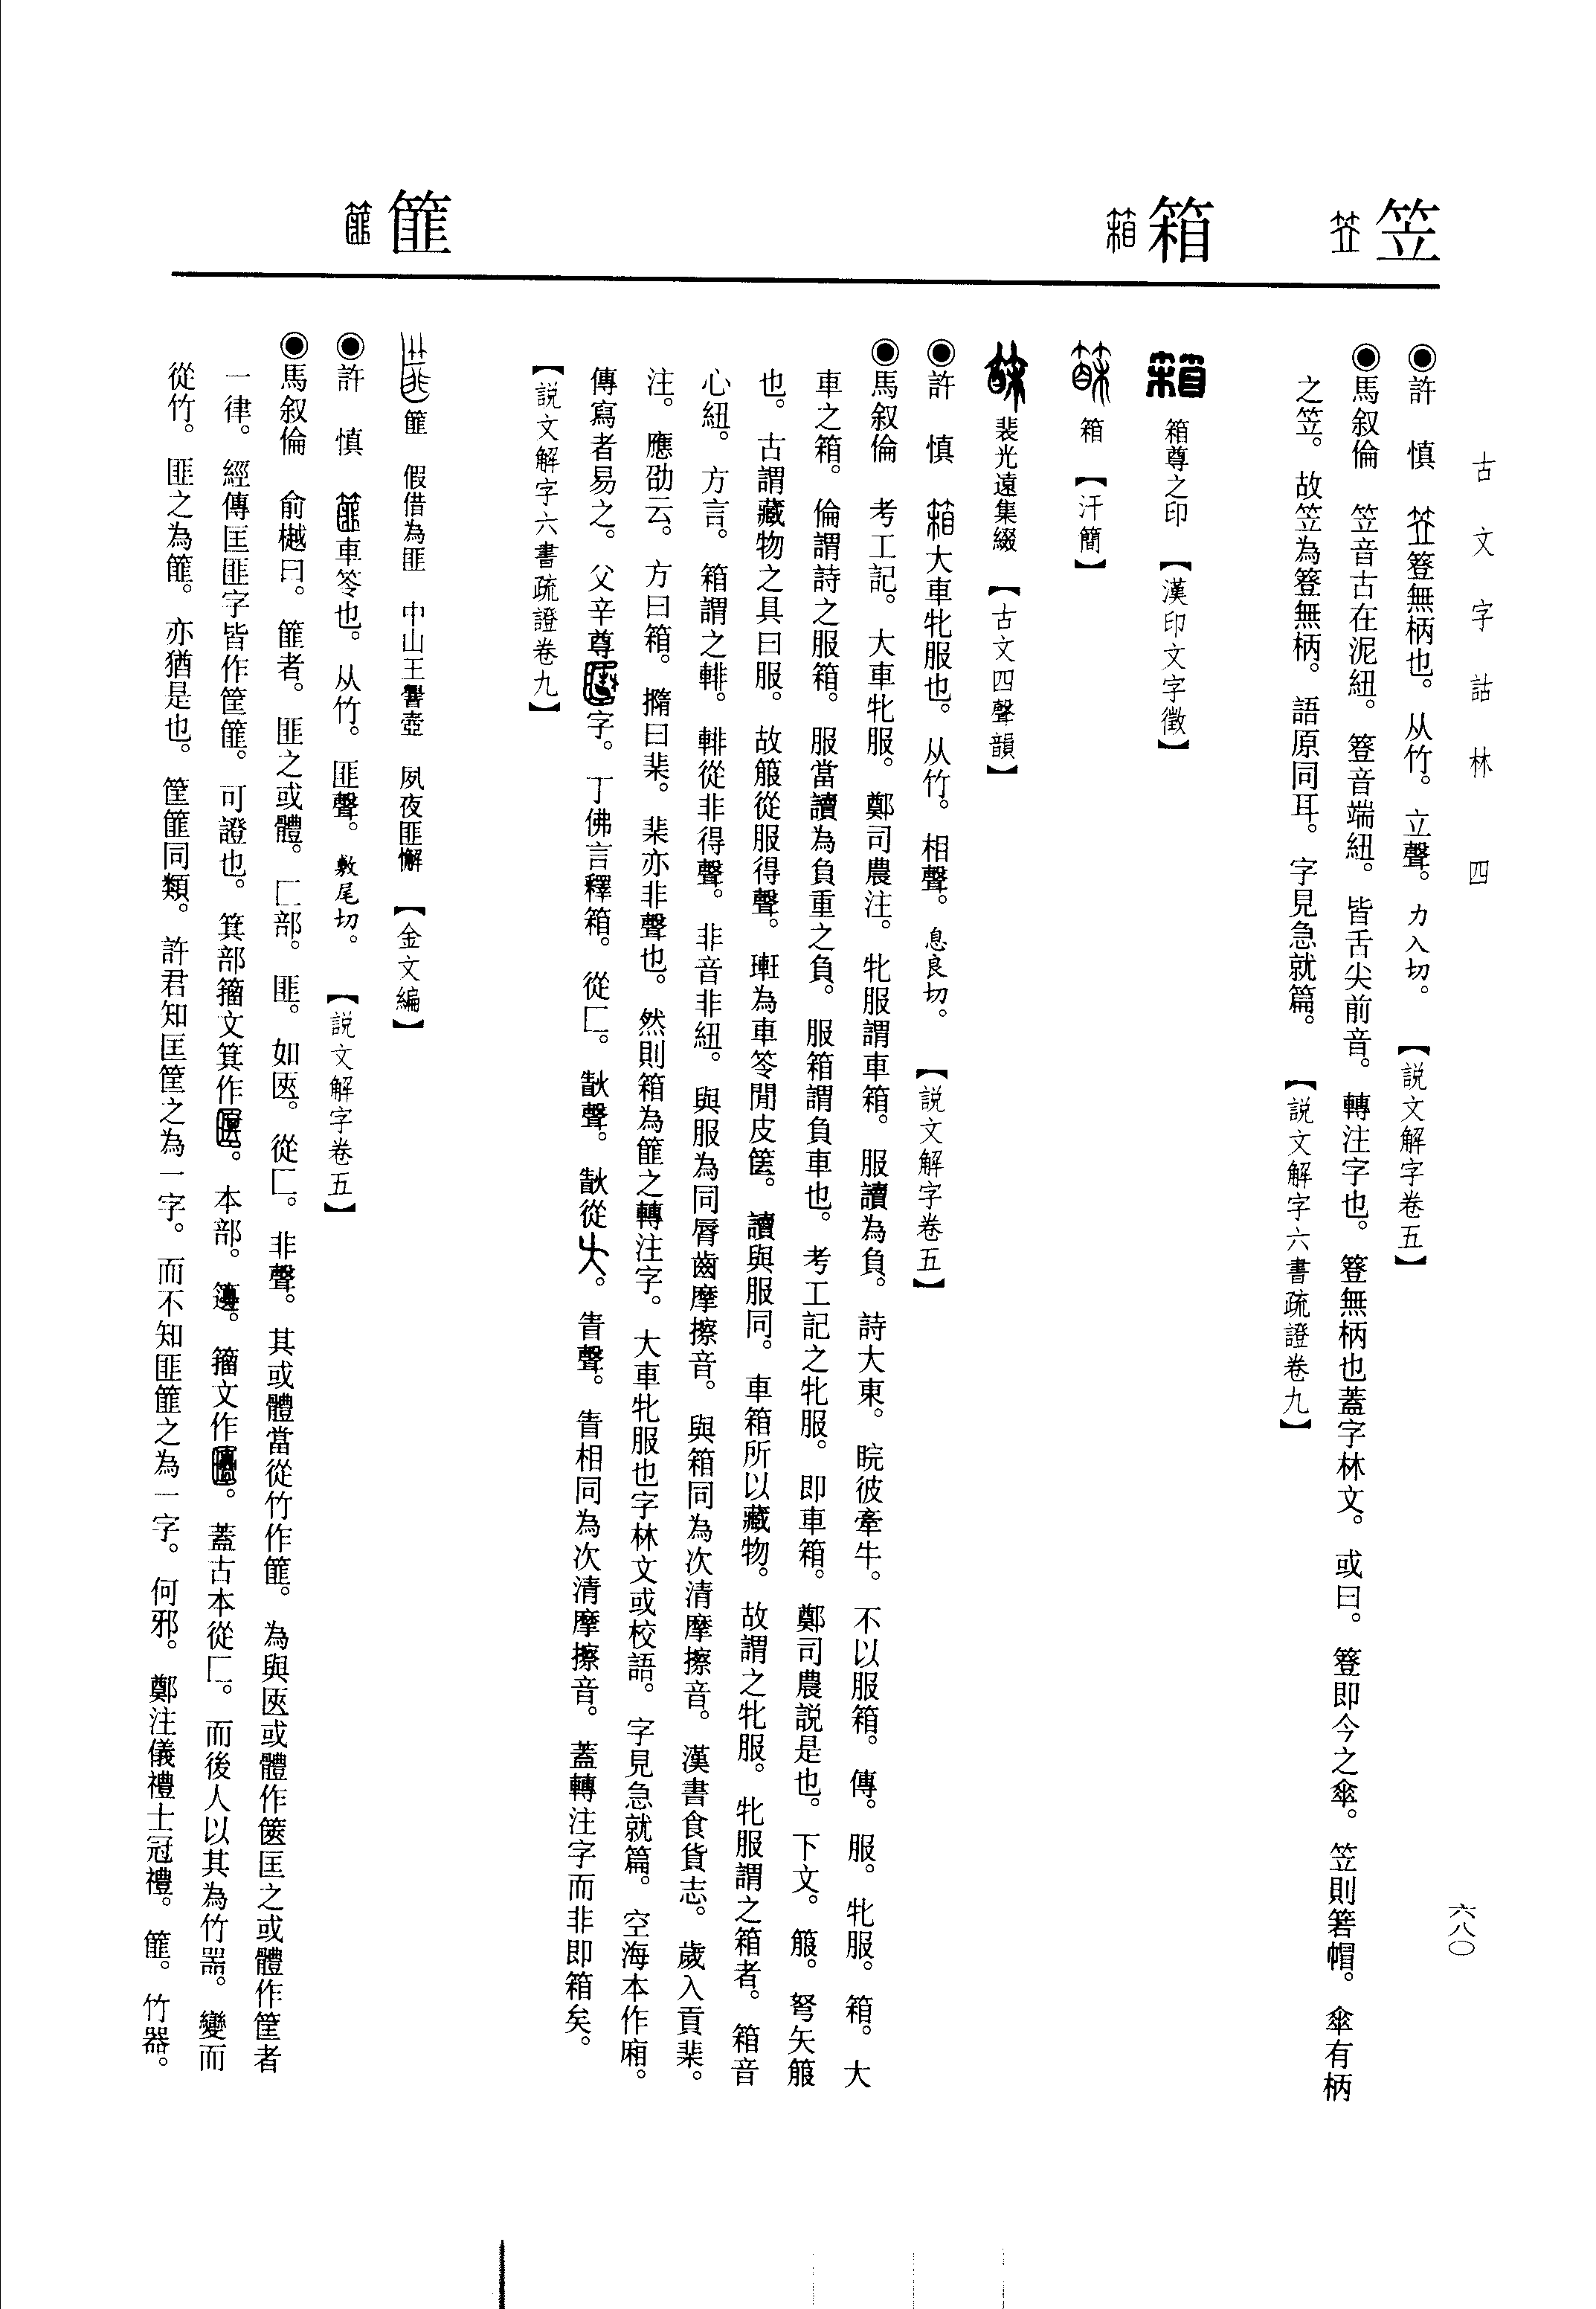 古文字詁林　四
六八〇
笠
◉許　慎　簦無柄也。从竹。立聲。力入切。【説文解字卷五】
◉馬叙倫　笠音古在泥紐。簦音端紐。皆舌尖前音。轉注字也。簦無柄也蓋字林文。或曰。簦即今之傘。笠則箬帽。傘有柄
之笠。故笠為簦無柄。語原同耳。字見急就篇。【説文解字六書疏證卷九】
箱
箱尊之印　【漢印文字徵】
箱　【汗簡】
裴光遠集綴　【古文四聲韻】
◉許　慎　大車牝服也。从竹。相聲。息良切。【説文解字卷五】
◉馬叙倫　考工記。大車牝服。鄭司農注。牝服謂車箱。服讀為負。詩大東。睆彼牽牛。不以服箱。傳。服。牝服。箱。大
車之箱。倫謂詩之服箱。服當讀為負重之負。服箱謂負車也。考工記之牝服。即車箱。鄭司農説是也。下文。箙。弩矢箙
也。古謂藏物之具曰服。故箙從服得聲。㻗為車笭閒皮篋。讀與服同。車箱所以藏物。故謂之牝服。牝服謂之箱者。箱音
心紐。方言。箱謂之輫。輫從非得聲。非音非紐。與服為同脣齒摩擦音。與箱同為次清摩擦音。漢書食貨志。歲入貢棐。
注。應劭云。方曰箱。橢曰棐。棐亦非聲也。然則箱為篚之轉注字。大車牝服也字林文或校語。字見急就篇。空海本作廂。
傳寫者易之。父辛尊字。丁佛言釋箱。從匚。聲。從。眚聲。眚相同為次清摩擦音。蓋轉注字而非即箱矣。
【説文解字六書疏證卷九】
篚
篚　假借為匪　中山王䜌壺　夙夜匪懈　【金文編】
◉許　慎　車笭也。从竹。匪聲。敷尾切。【説文解字卷五】
◉馬叙倫　俞樾曰。篚者。匪之或體。匚部。匪。如匧。從匚。非聲。其或體當從竹作篚。為與匧或體作篋匡之或體作筐者
一律。經傳匡匪字皆作筐篚。可證也。箕部籀文箕作。本部。籩。籀文作。蓋古本從匚。而後人以其為竹噐。變而
從竹。匪之為篚。亦猶是也。筐篚同類。許君知匡筐之為一字。而不知匪篚之為一字。何邪。鄭注儀禮士冠禮。篚。竹器。